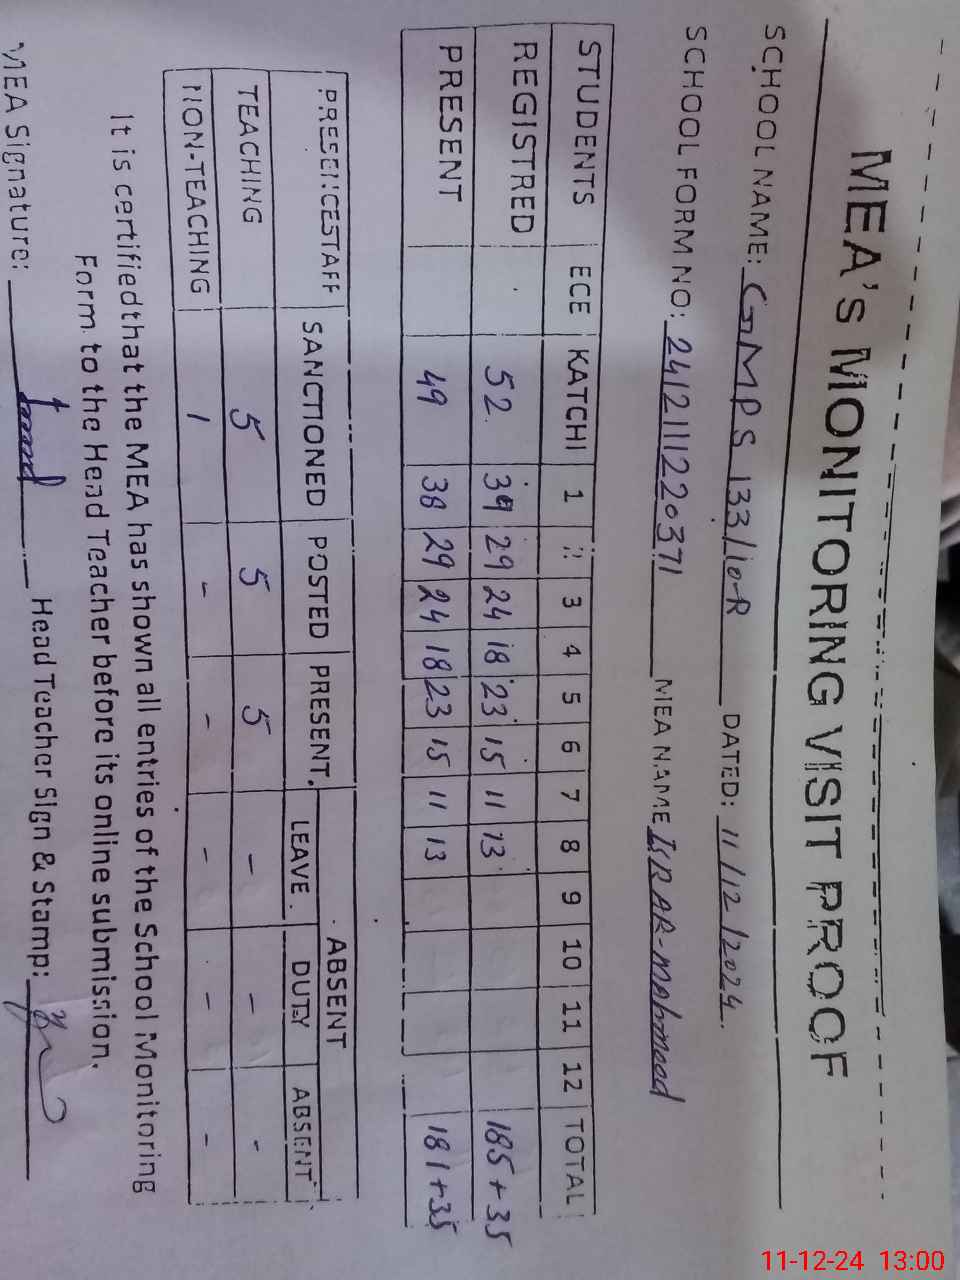 MEA's MONITORING VISIT PROOF
SCHOOL NAME: GMPS 133/10-R DATED: 11/12/2024.
SCHOOL FORM NO: MEA NAME
STUDENTS ECE KATCHI 1 2 3 4 5 6 7 8 9 10 11 12 TOTAL
REGISTRED 52 39 29 24 18 23 15 11 13 185+35
PRESENT 49 38 29 24 18 23 15 11 13 181+35
PRESENCE STAFF SANCTIONED POSTED PRESENT. ABSENT
LEAVE. DUTY ABSENT
TEACHING 5 5 5 - - -
NON-TEACHING 1 - - - - -
It is certified that the MEA has shown all entries of the School Monitoring
Form to the Head Teacher before its online submission.
MEA Signature: Head Teacher Sign & Stamp:
11-12-24 13:00